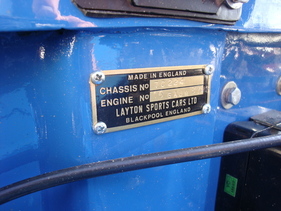 MADE IN ENGLAND
CHASSIS No
ENGINE No
LAYTON SPORTS CARS LTD
BLACKPOOL ENGLAND